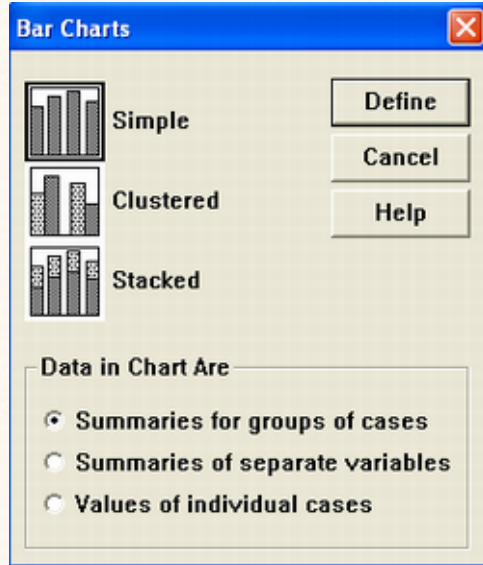 Bar Charts
Simple
Clustered
Stacked
Define
Cancel
Help
Data in Chart Are
Summaries for groups of cases
Summaries of separate variables
Values of individual cases